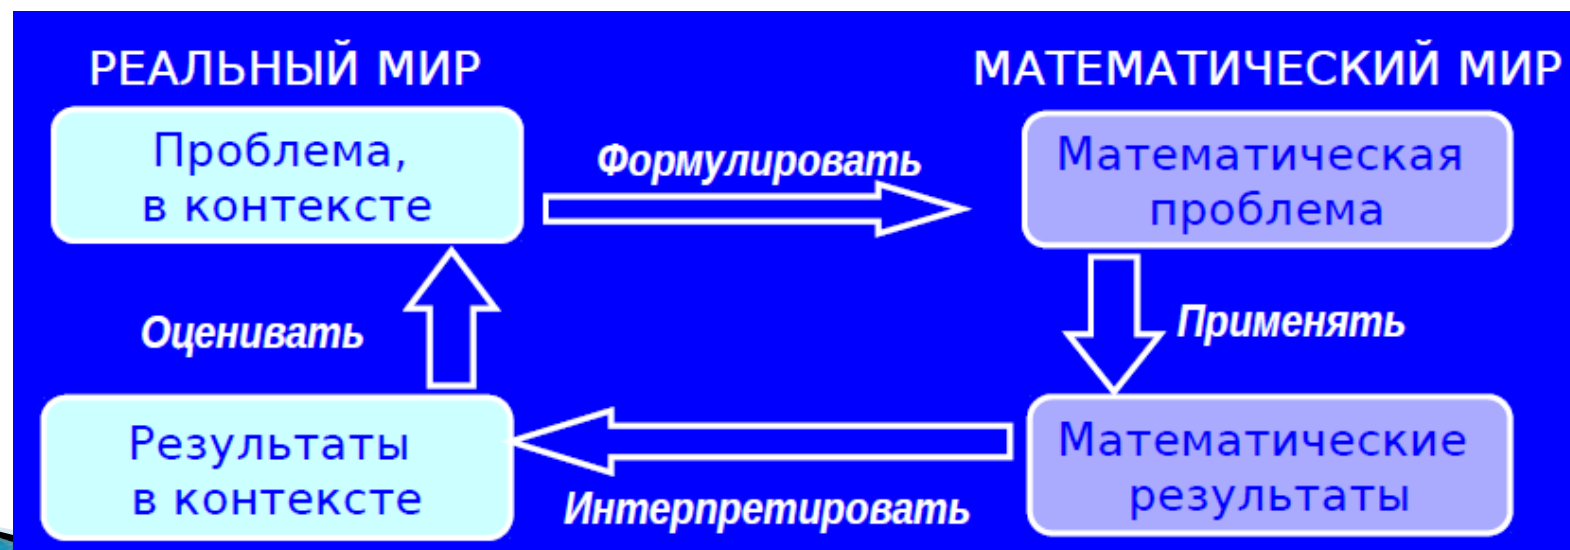 РЕАЛЬНЫЙ МИР
МАТЕМАТИЧЕСКИЙ МИР
Проблема,
в контексте
Формулировать
Математическая
проблема
Оценивать
Применять
Результаты
в контексте
Интерпретировать
Математические
результаты